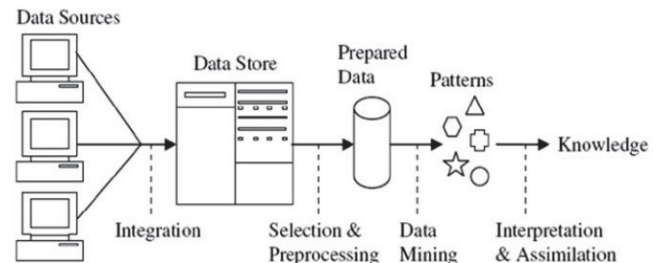 Data Sources
Data Store
Prepared
Data
Patterns
Knowledge
Integration
Selection &
Preprocessing
Data
Mining
Interpretation
& Assimilation